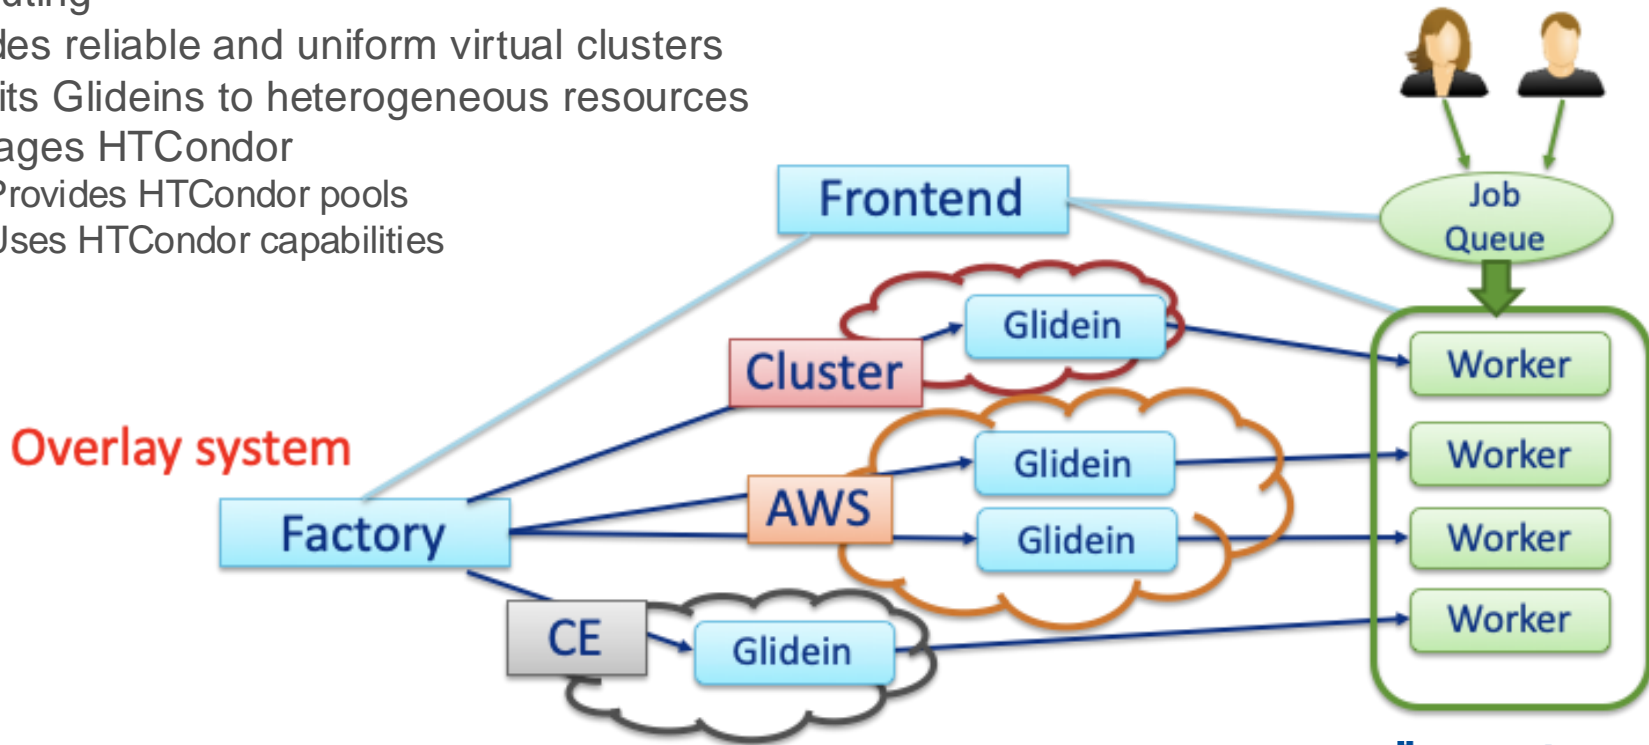 uting
des reliable and uniform virtual clusters
its Glideins to heterogeneous resources
ages HTCondor
Provides HTCondor pools
Uses HTCondor capabilities
Frontend
Job
Queue
Glidein
Worker
Cluster
Overlay system
Glidein
Worker
AWS
Factory
Glidein
Worker
CE
Glidein
Worker